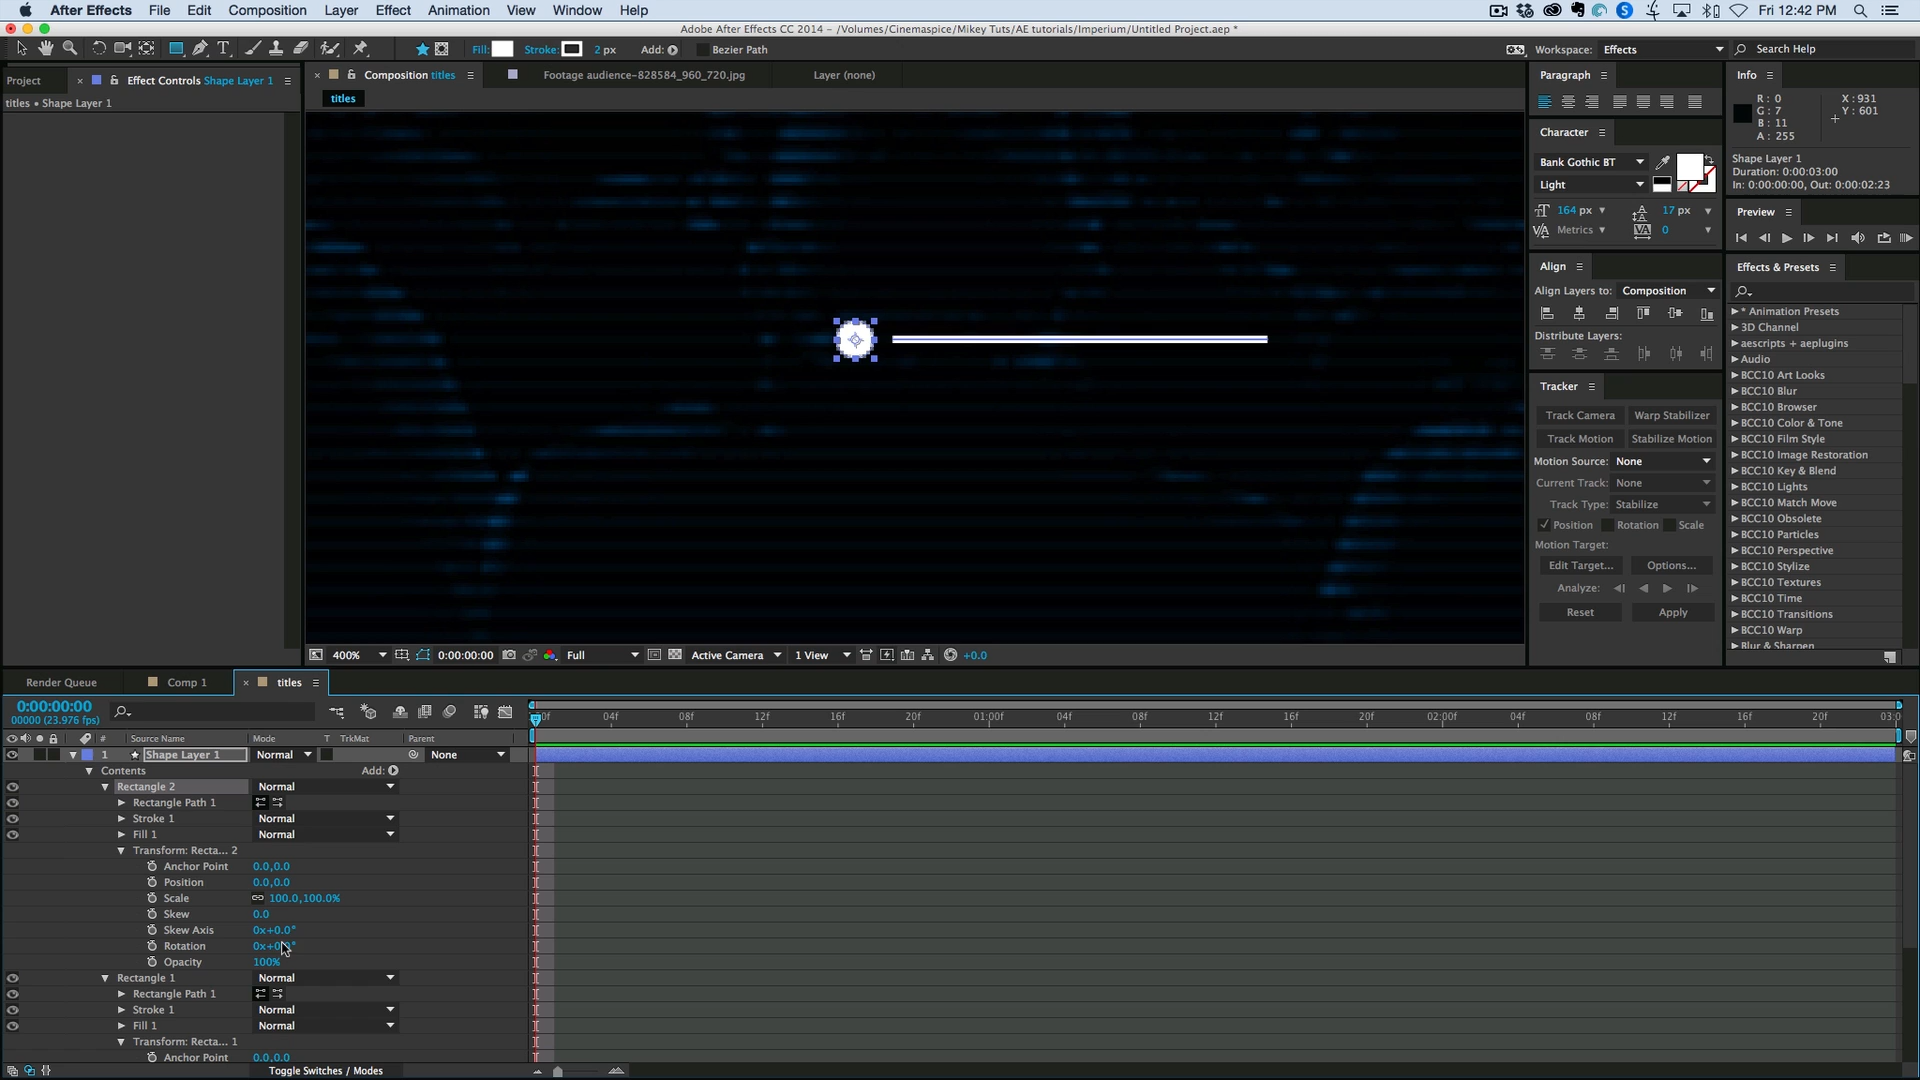 After Effects File Edit Composition Layer Effect Animation View Window Help Fri 12:42 PM
Adobe After Effects CC 2014 – /Volumes/Cinemaspice/Mikey Tuts/AE tutorials/Imperium/Untitled Project.aep *
Fill: Stroke: 2 px Add: Bezier Path Workspace: Effects Search Help
Project × Effect Controls Shape Layer 1
titles • Shape Layer 1
× Composition titles Footage audience-828584_960_720.jpg Layer (none)
titles
Paragraph
Character
Bank Gothic BT
Light
164 px 17 px
Metrics 0
Align
Align Layers to: Composition
Distribute Layers:
Tracker
Track Camera Warp Stabilizer
Track Motion Stabilize Motion
Motion Source: None
Current Track: None
Track Type: Stabilize
Position Rotation Scale
Motion Target:
Edit Target... Options...
Analyze:
Reset Apply
Info
R: 0 X: 931
G: 7 Y: 601
B: 11
A: 255
Shape Layer 1
Duration: 0:00:03:00
In: 0:00:00:00, Out: 0:00:02:23
Preview
Effects & Presets
* Animation Presets
3D Channel
aescripts + aeplugins
Audio
BCC10 Art Looks
BCC10 Blur
BCC10 Browser
BCC10 Color & Tone
BCC10 Film Style
BCC10 Image Restoration
BCC10 Key & Blend
BCC10 Lights
BCC10 Match Move
BCC10 Obsolete
BCC10 Particles
BCC10 Perspective
BCC10 Stylize
BCC10 Textures
BCC10 Time
BCC10 Transitions
BCC10 Warp
Blur & Sharpen
400% 0:00:00:00 Full Active Camera 1 View +0.0
Render Queue Comp 1 × titles
0:00:00:00
00000 (23.976 fps)
04f 08f 12f 16f 20f 01:00f 04f 08f 12f 16f 20f 02:00f 04f 08f 12f 16f 20f 03:0
# Source Name Mode T TrkMat Parent
1 Shape Layer 1 Normal None
Contents Add:
Rectangle 2 Normal
Rectangle Path 1
Stroke 1 Normal
Fill 1 Normal
Transform: Recta... 2
Anchor Point 0.0,0.0
Position 0.0,0.0
Scale 100.0,100.0%
Skew 0.0
Skew Axis 0x+0.0°
Rotation
Opacity 100%
Rectangle 1 Normal
Rectangle Path 1
Stroke 1 Normal
Fill 1 Normal
Transform: Recta... 1
Anchor Point 0.0,0.0
Toggle Switches / Modes